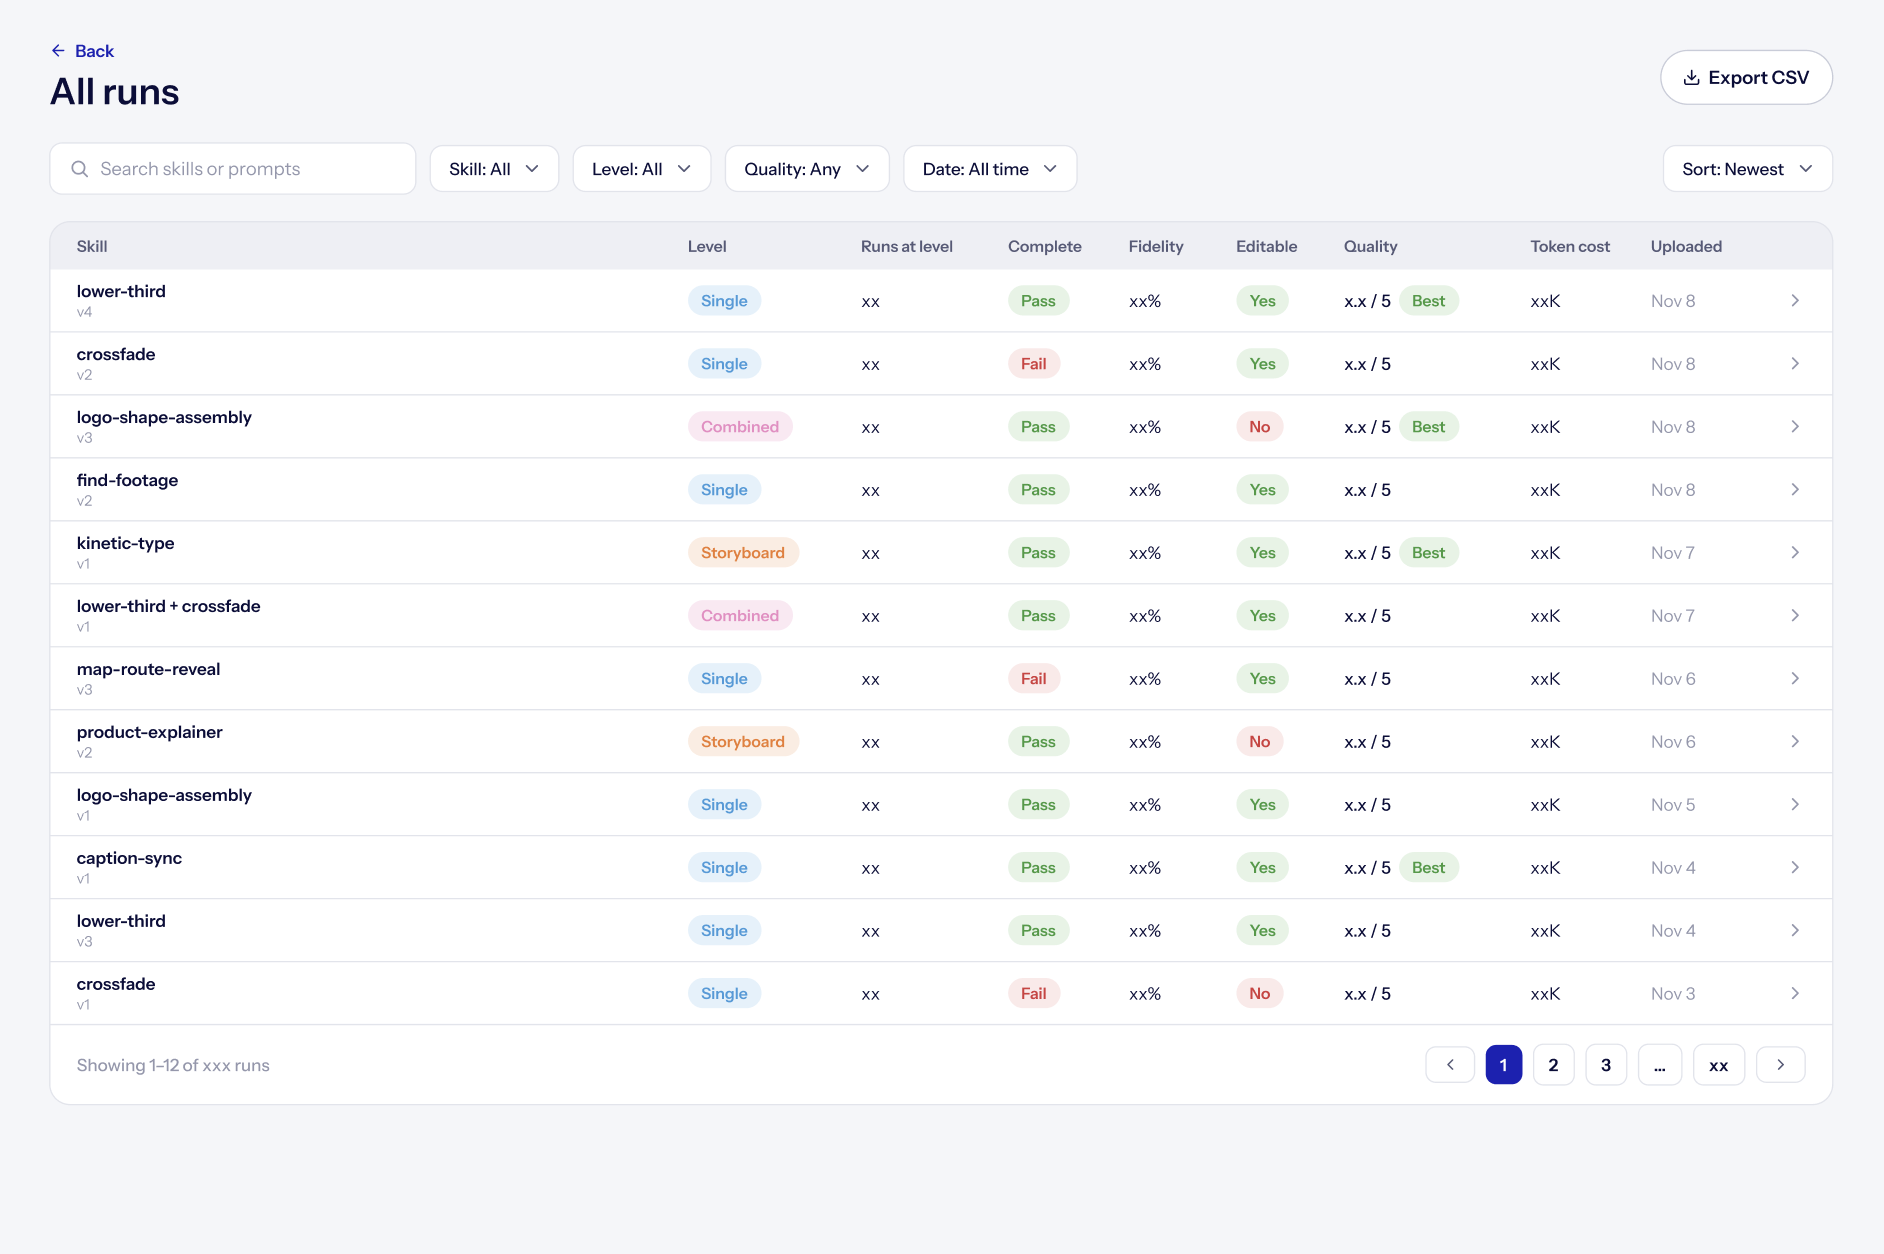 Back
All runs
Export CSV
Search skills or prompts
Skill: All
Level: All
Quality: Any
Date: All time
Sort: Newest
Skill Level Runs at level Complete Fidelity Editable Quality Token cost Uploaded
lower-third
v4
Single xx Pass xx% Yes x.x / 5 Best xxK Nov 8
crossfade
v2
Single xx Fail xx% Yes x.x / 5 xxK Nov 8
logo-shape-assembly
v3
Combined xx Pass xx% No x.x / 5 Best xxK Nov 8
find-footage
v2
Single xx Pass xx% Yes x.x / 5 xxK Nov 8
kinetic-type
v1
Storyboard xx Pass xx% Yes x.x / 5 Best xxK Nov 7
lower-third + crossfade
v1
Combined xx Pass xx% Yes x.x / 5 xxK Nov 7
map-route-reveal
v3
Single xx Fail xx% Yes x.x / 5 xxK Nov 6
product-explainer
v2
Storyboard xx Pass xx% No x.x / 5 xxK Nov 6
logo-shape-assembly
v1
Single xx Pass xx% Yes x.x / 5 xxK Nov 5
caption-sync
v1
Single xx Pass xx% Yes x.x / 5 Best xxK Nov 4
lower-third
v3
Single xx Pass xx% Yes x.x / 5 xxK Nov 4
crossfade
v1
Single xx Fail xx% No x.x / 5 xxK Nov 3
Showing 1–12 of xxx runs
1 2 3 ... xx